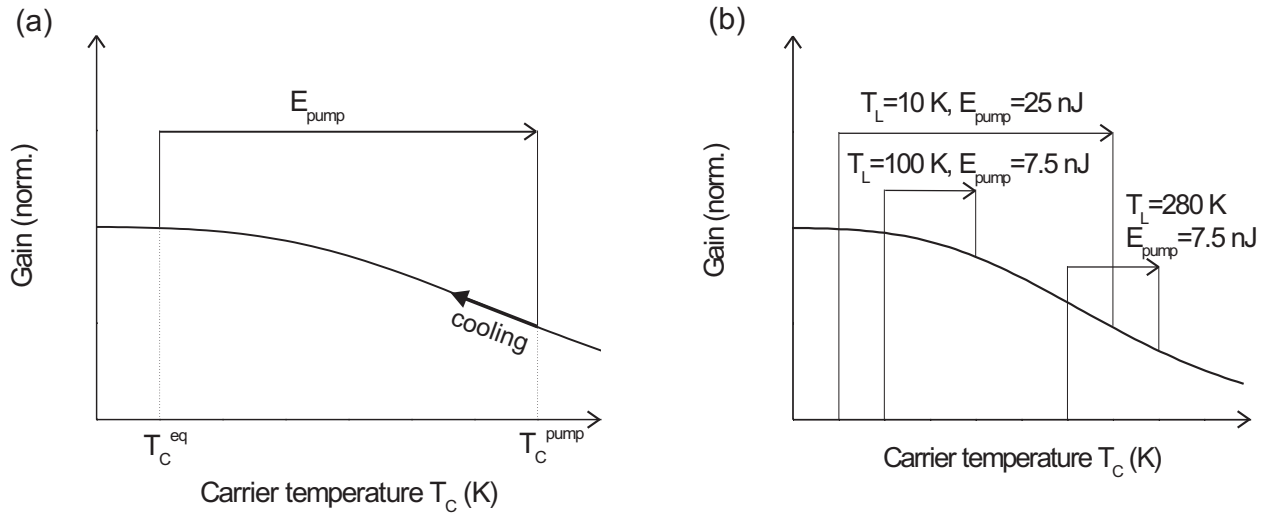 (a)
E_pump
Gain (norm.)
cooling
T_C^eq
T_C^pump
Carrier temperature T_C (K)
(b)
T_L=10 K, E_pump=25 nJ
T_L=100 K, E_pump=7.5 nJ
T_L=280 K
E_pump=7.5 nJ
Gain (norm.)
Carrier temperature T_C (K)